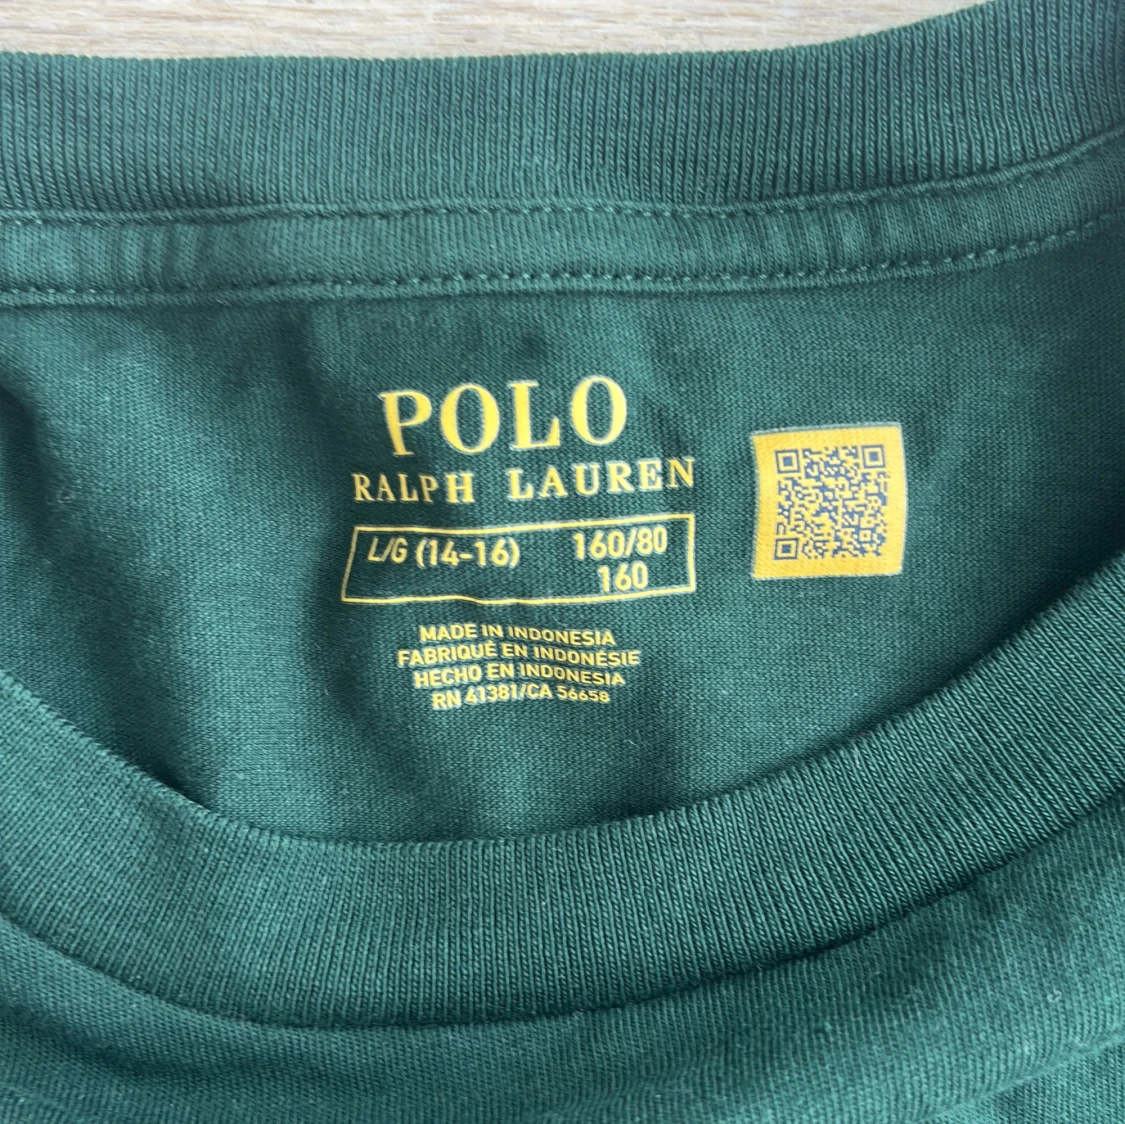 POLO
RALPH LAUREN
L/G (14-16) 160/80
160
MADE IN INDONESIA
FABRIQUÉ EN INDONÉSIE
HECHO EN INDONESIA
RN 41381/CA 56658